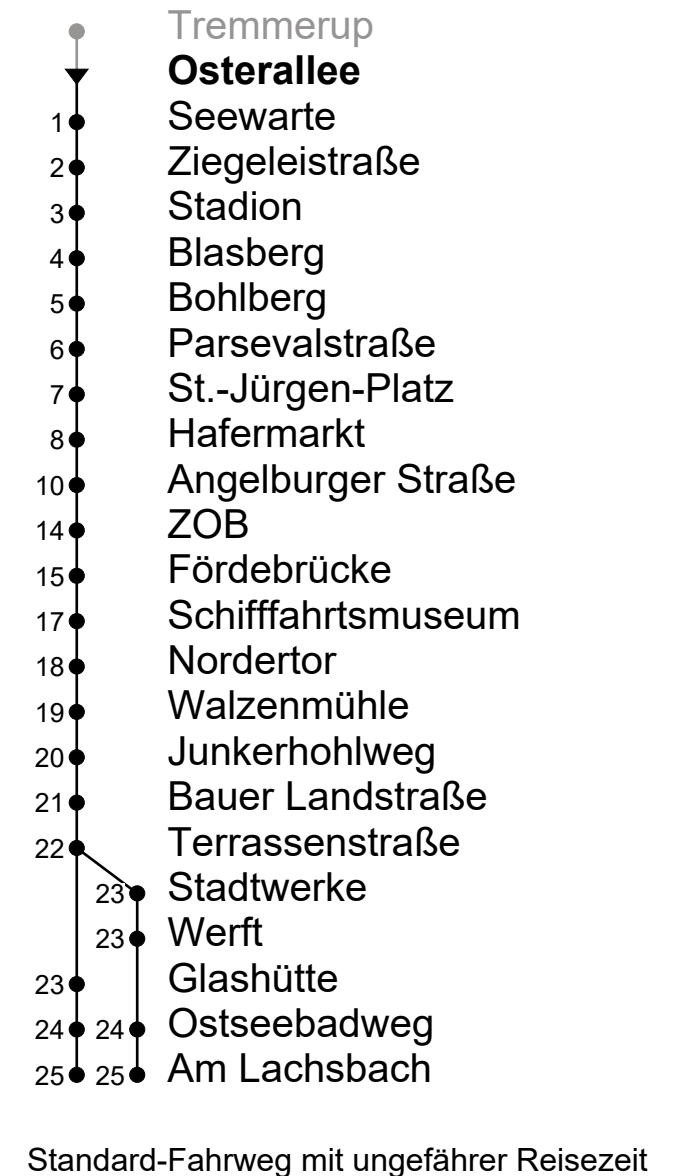 Tremmerup
Osterallee
1 Seewarte
2 Ziegeleistraße
3 Stadion
4 Blasberg
5 Bohlberg
6 Parsevalstraße
7 St.-Jürgen-Platz
8 Hafermarkt
10 Angelburger Straße
14 ZOB
15 Fördebrücke
17 Schifffahrtsmuseum
18 Nordertor
19 Walzenmühle
20 Junkerhohlweg
21 Bauer Landstraße
22 Terrassenstraße
23 Stadtwerke
23 Werft
23 Glashütte
24 24 Ostseebadweg
25 25 Am Lachsbach
Standard-Fahrweg mit ungefährer Reisezeit